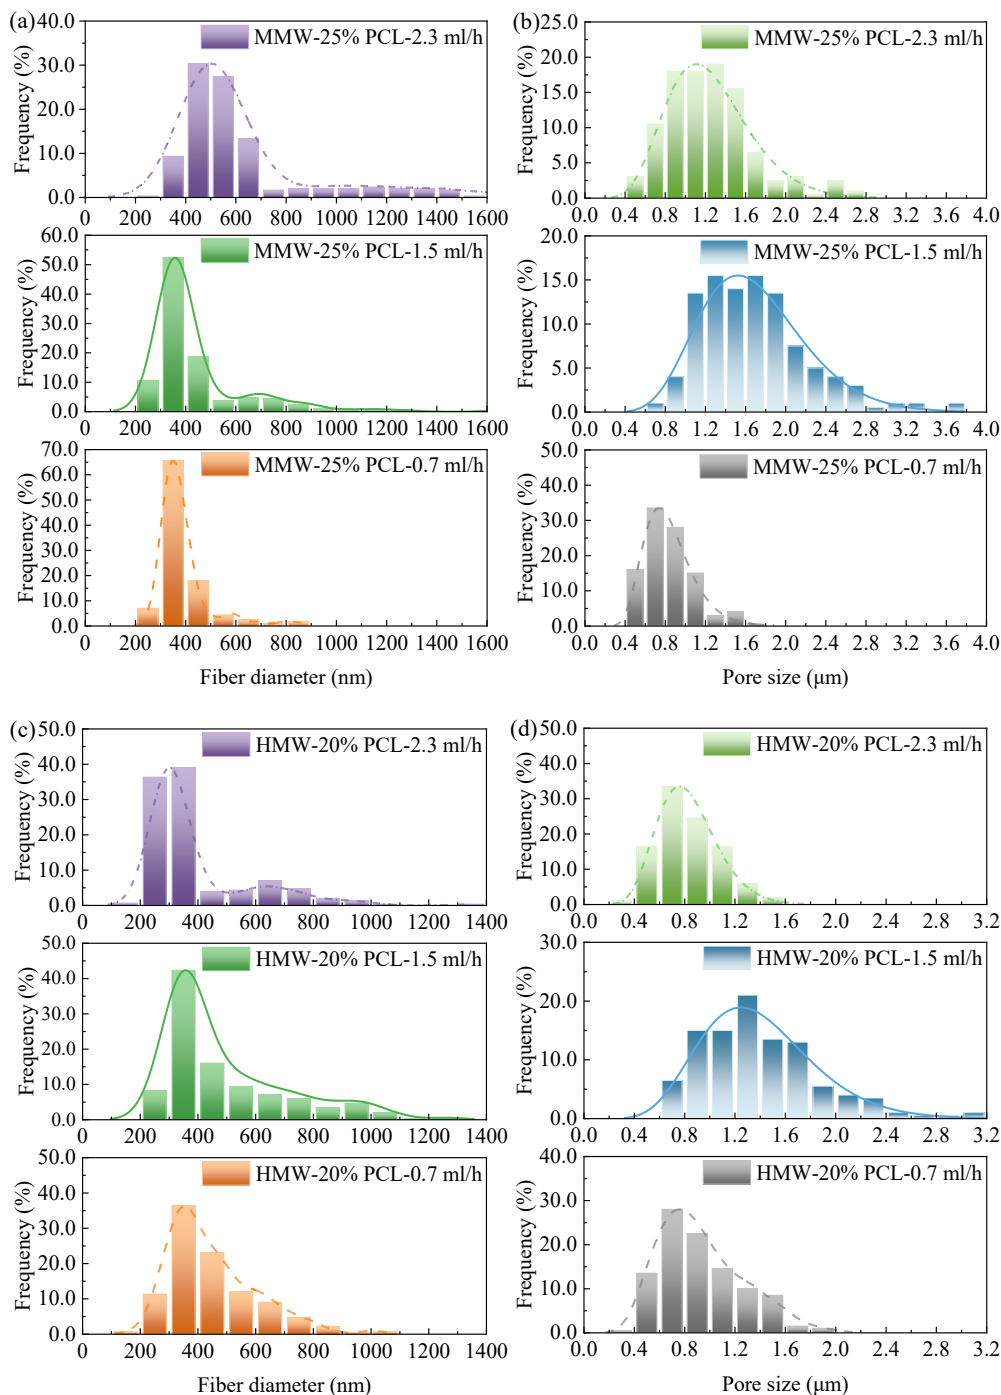 (a)
MMW-25% PCL-2.3 ml/h
Frequency (%)
40.0
30.0
20.0
10.0
0.0
0 200 400 600 800 1000 1200 1400 1600
MMW-25% PCL-1.5 ml/h
Frequency (%)
60.0
50.0
40.0
30.0
20.0
10.0
0.0
0 200 400 600 800 1000 1200 1400 1600
MMW-25% PCL-0.7 ml/h
Frequency (%)
70.0
60.0
50.0
40.0
30.0
20.0
10.0
0.0
0 200 400 600 800 1000 1200 1400 1600
Fiber diameter (nm)
(b)
MMW-25% PCL-2.3 ml/h
Frequency (%)
25.0
20.0
15.0
10.0
5.0
0.0
0.0 0.4 0.8 1.2 1.6 2.0 2.4 2.8 3.2 3.6 4.0
MMW-25% PCL-1.5 ml/h
Frequency (%)
20.0
15.0
10.0
5.0
0.0
0.0 0.4 0.8 1.2 1.6 2.0 2.4 2.8 3.2 3.6 4.0
MMW-25% PCL-0.7 ml/h
Frequency (%)
50.0
40.0
30.0
20.0
10.0
0.0
0.0 0.4 0.8 1.2 1.6 2.0 2.4 2.8 3.2 3.6 4.0
Pore size (μm)
(c)
HMW-20% PCL-2.3 ml/h
Frequency (%)
50.0
40.0
30.0
20.0
10.0
0.0
0 200 400 600 800 1000 1200 1400
HMW-20% PCL-1.5 ml/h
Frequency (%)
50.0
40.0
30.0
20.0
10.0
0.0
0 200 400 600 800 1000 1200 1400
HMW-20% PCL-0.7 ml/h
Frequency (%)
50.0
40.0
30.0
20.0
10.0
0.0
0 200 400 600 800 1000 1200 1400
Fiber diameter (nm)
(d)
HMW-20% PCL-2.3 ml/h
Frequency (%)
50.0
40.0
30.0
20.0
10.0
0.0
0.0 0.4 0.8 1.2 1.6 2.0 2.4 2.8 3.2
HMW-20% PCL-1.5 ml/h
Frequency (%)
30.0
20.0
10.0
0.0
0.0 0.4 0.8 1.2 1.6 2.0 2.4 2.8 3.2
HMW-20% PCL-0.7 ml/h
Frequency (%)
40.0
30.0
20.0
10.0
0.0
0.0 0.4 0.8 1.2 1.6 2.0 2.4 2.8 3.2
Pore size (μm)